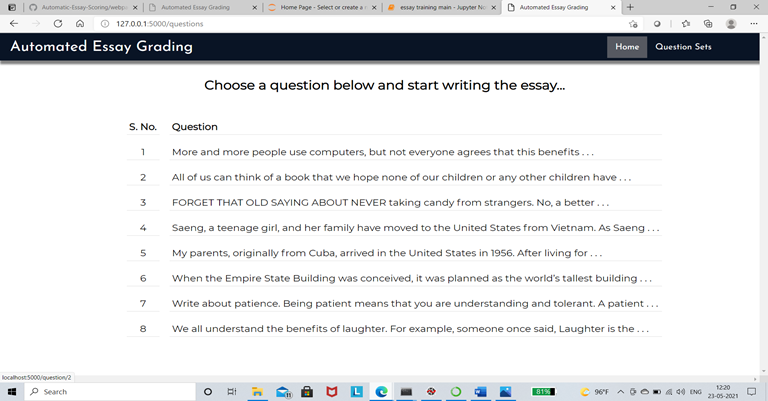 Automatic-Essay-Scoring/webp
Automated Essay Grading
Home Page - Select or create a
essay training main - Jupyter No
Automated Essay Grading
127.0.0.1:5000/questions
Automated Essay Grading
Home
Question Sets
Choose a question below and start writing the essay...
S. No. Question
1 More and more people use computers, but not everyone agrees that this benefits . . .
2 All of us can think of a book that we hope none of our children or any other children have . . .
3 FORGET THAT OLD SAYING ABOUT NEVER taking candy from strangers. No, a better . . .
4 Saeng, a teenage girl, and her family have moved to the United States from Vietnam. As Saeng . . .
5 My parents, originally from Cuba, arrived in the United States in 1956. After living for . . .
6 When the Empire State Building was conceived, it was planned as the world's tallest building . . .
7 Write about patience. Being patient means that you are understanding and tolerant. A patient . . .
8 We all understand the benefits of laughter. For example, someone once said, Laughter is the . . .
localhost:5000/question/2
Search
81%
96°F
ENG
12:20
23-05-2021